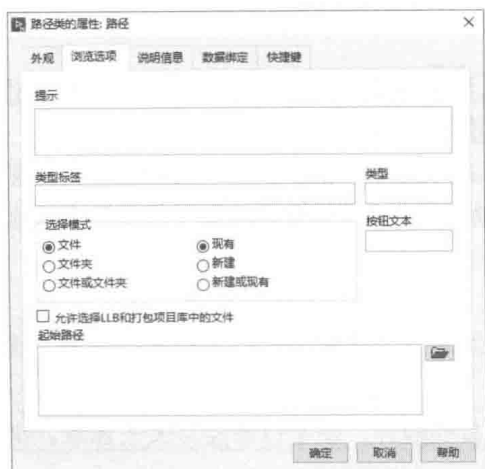 路径类的属性: 路径
外观 浏览选项 说明信息 数据绑定 快捷键
提示
类型标签 类型
选择模式 按钮文本
文件 现有
文件夹 新建
文件或文件夹 新建或现有
允许选择LLB和打包项目库中的文件
起始路径
确定 取消 帮助